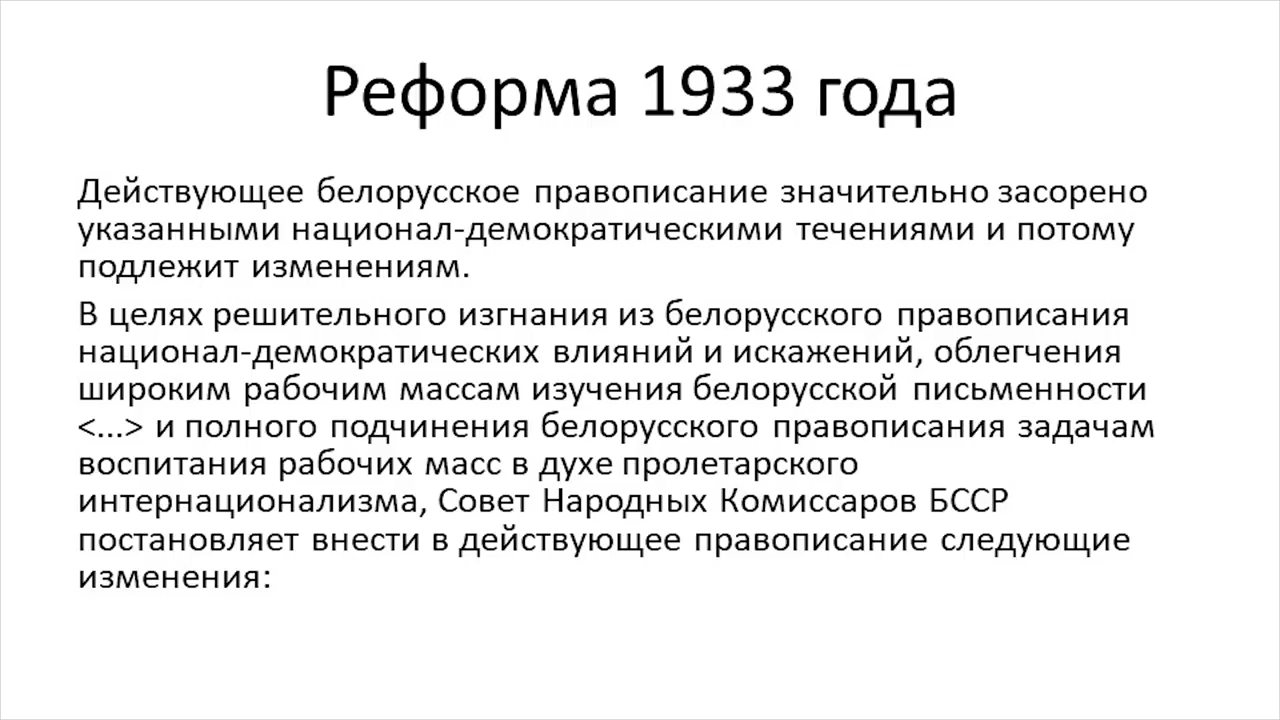 Реформа 1933 года
Действующее белорусское правописание значительно засорено
указанными национал-демократическими течениями и потому
подлежит изменениям.
В целях решительного изгнания из белорусского правописания
национал-демократических влияний и искажений, облегчения
широким рабочим массам изучения белорусской письменности
<...> и полного подчинения белорусского правописания задачам
воспитания рабочих масс в духе пролетарского
интернационализма, Совет Народных Комиссаров БССР
постановляет внести в действующее правописание следующие
изменения: